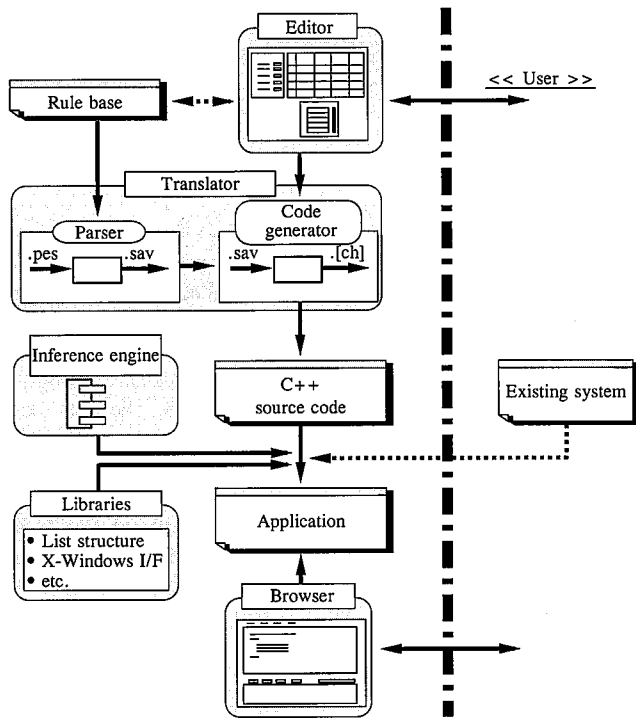 Editor
<< User >>
Rule base
Translator
Parser
Code
generator
.pes
.sav
.sav
.[ch]
Inference engine
C++
source code
Existing system
Libraries
• List structure
• X-Windows I/F
• etc.
Application
Browser